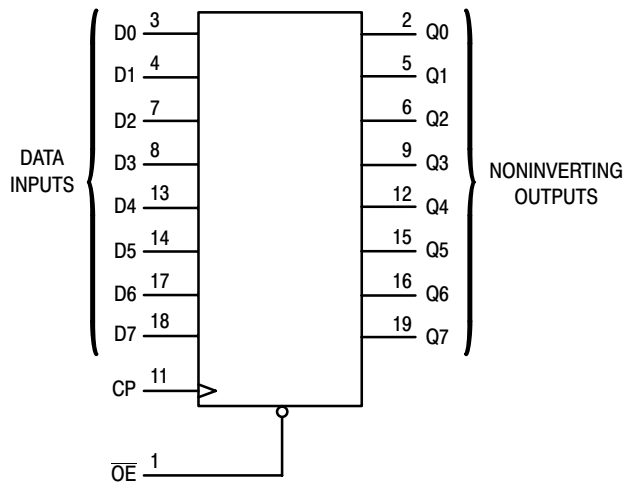 D0 3 2 Q0
D1 4 5 Q1
D2 7 6 Q2
D3 8 9 Q3
D4 13 12 Q4
D5 14 15 Q5
D6 17 16 Q6
D7 18 19 Q7
DATA
INPUTS
NONINVERTING
OUTPUTS
CP 11
O̅E̅ 1